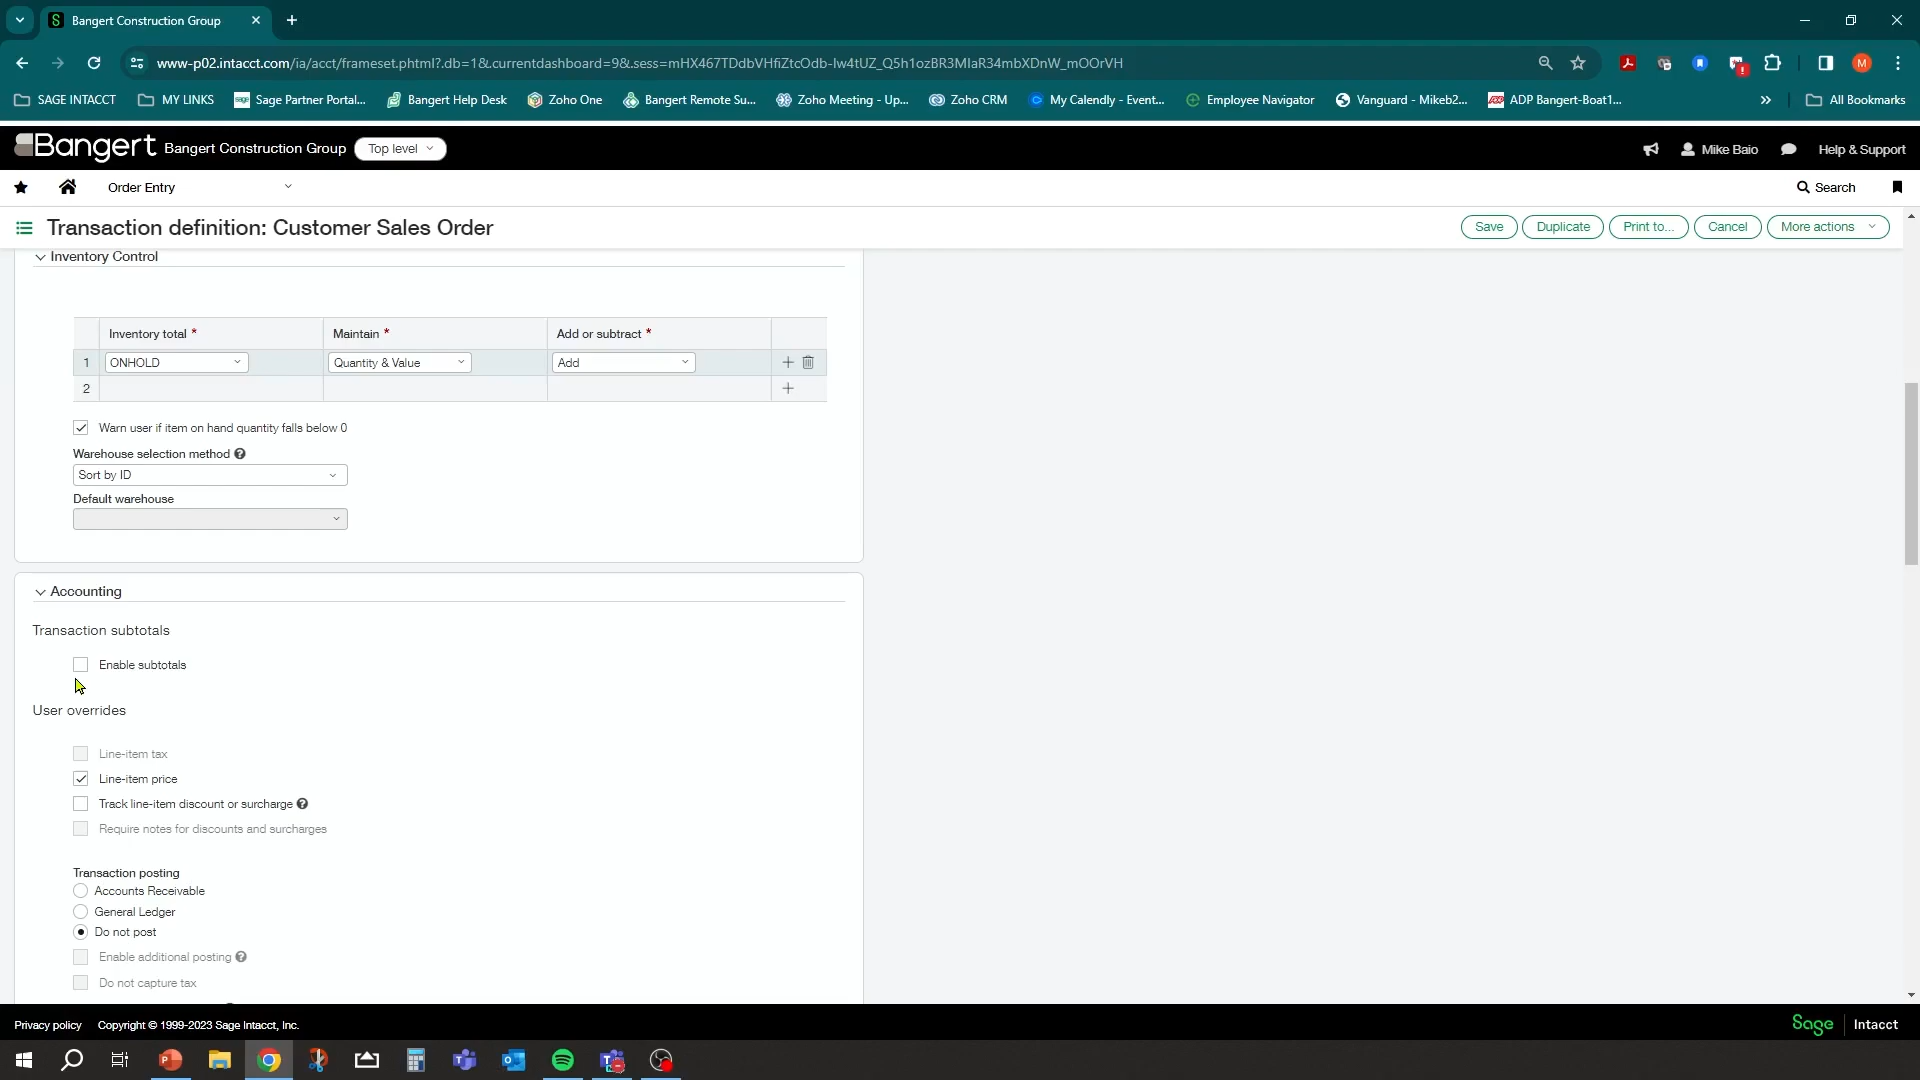 Bangert Construction Group
www-p02.intacct.com/ia/acct/frameset.phtml?.db=1&.currentdashboard=9&.sess=mHX467TDdbVHfiZtcOdb-Iw4tUZ_Q5h1ozBR3MIaR34mbXDnW_mOOrVH
M
SAGE INTACCT
MY LINKS
Sage Partner Portal...
Bangert Help Desk
Zoho One
Bangert Remote Su...
Zoho Meeting - Up...
Zoho CRM
My Calendly - Event...
Employee Navigator
Vanguard - Mikeb2...
ADP Bangert-Boat1...
»
All Bookmarks
Bangert
Bangert Construction Group
Top level
Mike Baio
Help & Support
Order Entry
Search
Transaction definition: Customer Sales Order
Save
Duplicate
Print to...
Cancel
More actions
Inventory Control
Inventory total *
Maintain *
Add or subtract *
1
ONHOLD
Quantity & Value
Add
2
Warn user if item on hand quantity falls below 0
Warehouse selection method
Sort by ID
Default warehouse
Accounting
Transaction subtotals
Enable subtotals
User overrides
Line-item tax
Line-item price
Track line-item discount or surcharge
Require notes for discounts and surcharges
Transaction posting
Accounts Receivable
General Ledger
Do not post
Enable additional posting
Do not capture tax
Privacy policy
Copyright © 1999-2023 Sage Intacct, Inc.
Sage
Intacct